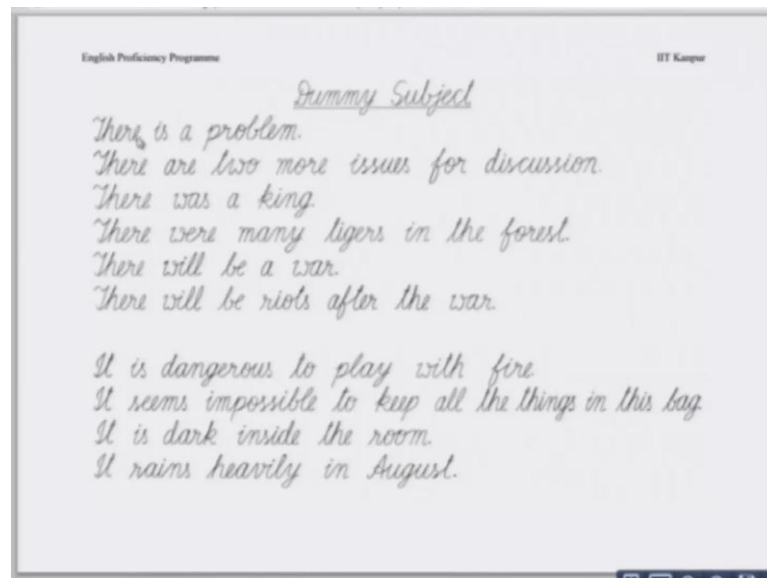 English Proficiency Programme IIT Kanpur
Dummy Subject
There is a problem.
There are two more issues for discussion.
There was a king.
There were many tigers in the forest.
There will be a war.
There will be riots after the war.
It is dangerous to play with fire
It seems impossible to keep all the things in this bag.
It is dark inside the room.
It rains heavily in August.